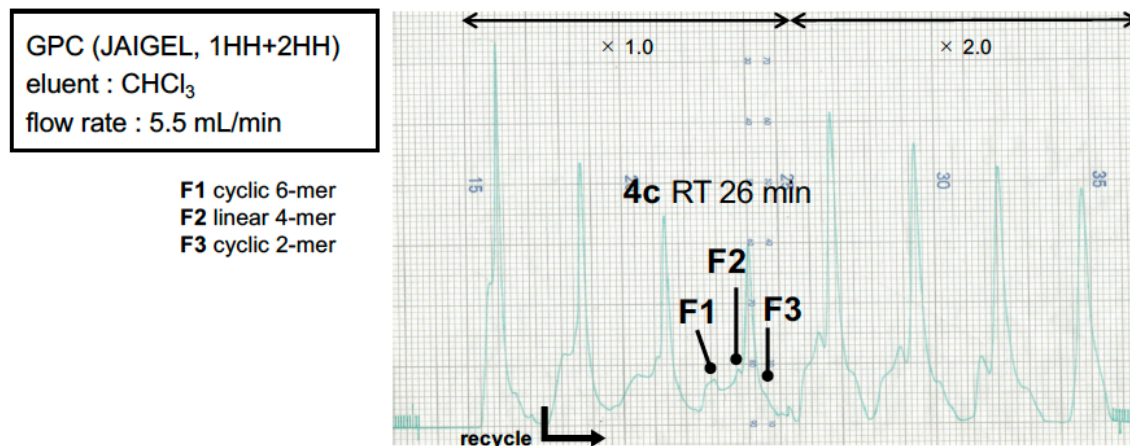 GPC (JAIGEL, 1HH+2HH)
eluent : CHCl₃
flow rate : 5.5 mL/min
F1 cyclic 6-mer
F2 linear 4-mer
F3 cyclic 2-mer
× 1.0
× 2.0
15
30
35
4c RT 26 min
F2
F1
F3
recycle